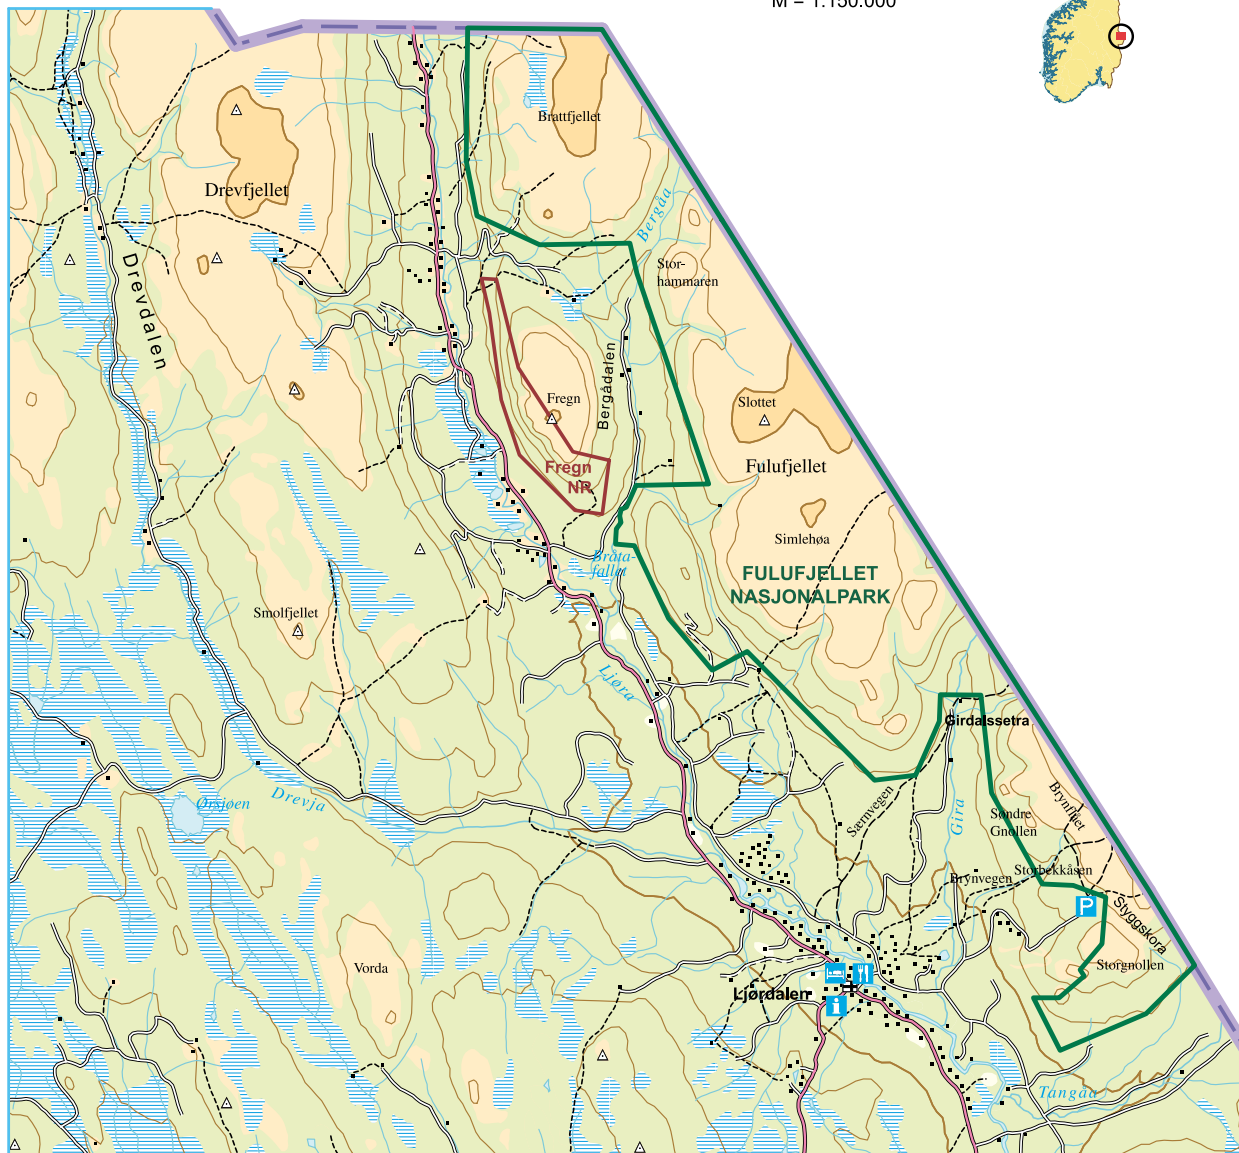 M = 1:150.000
Brattfjellet
Drevfjellet
Bergåa
Stor-
hammaren
Drevdalen
Bergådalen
Fregn
Slottet
Fregn
NR
Fulufjellet
Simlehøa
Bråta-
fallet
FULUFJELLET
NASJONALPARK
Smolfjellet
Ljøra
Girdalssetra
Ørsjøen
Drevja
Særnvegen
Gira
Søndre
Gnollen
Brynflået
Brynvegen
Storbekkåsen
P
Styggskora
Vorda
Storgnollen
Ljørdalen
i
Tangåa